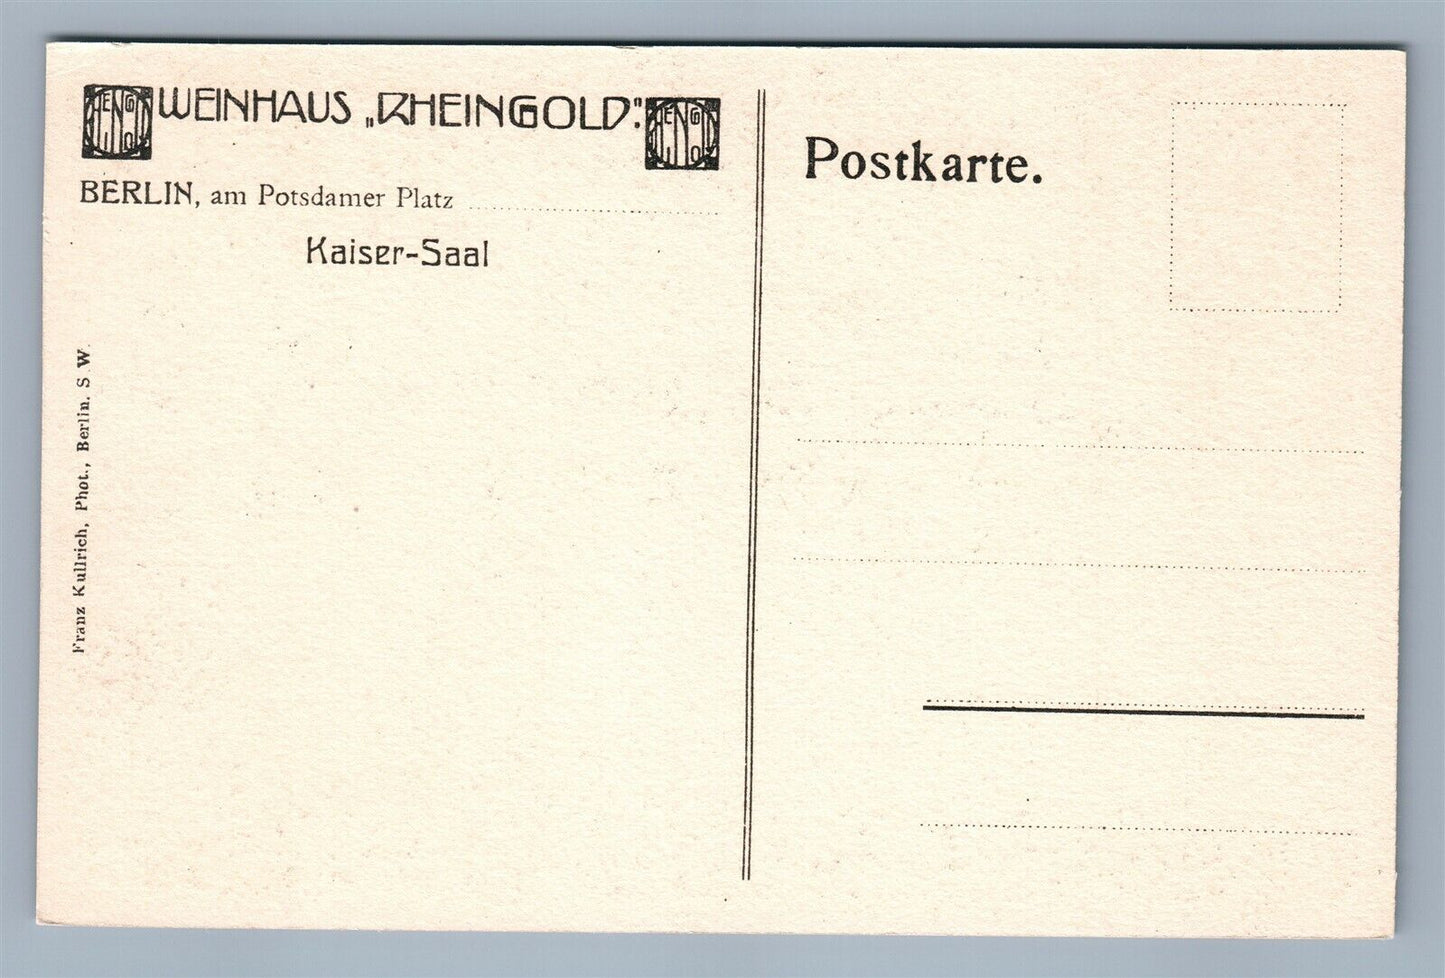 WEINHAUS „RHEINGOLD“.
BERLIN, am Potsdamer Platz
Kaiser-Saal
Franz Kullrich, Phot., Berlin. S W.
Postkarte.